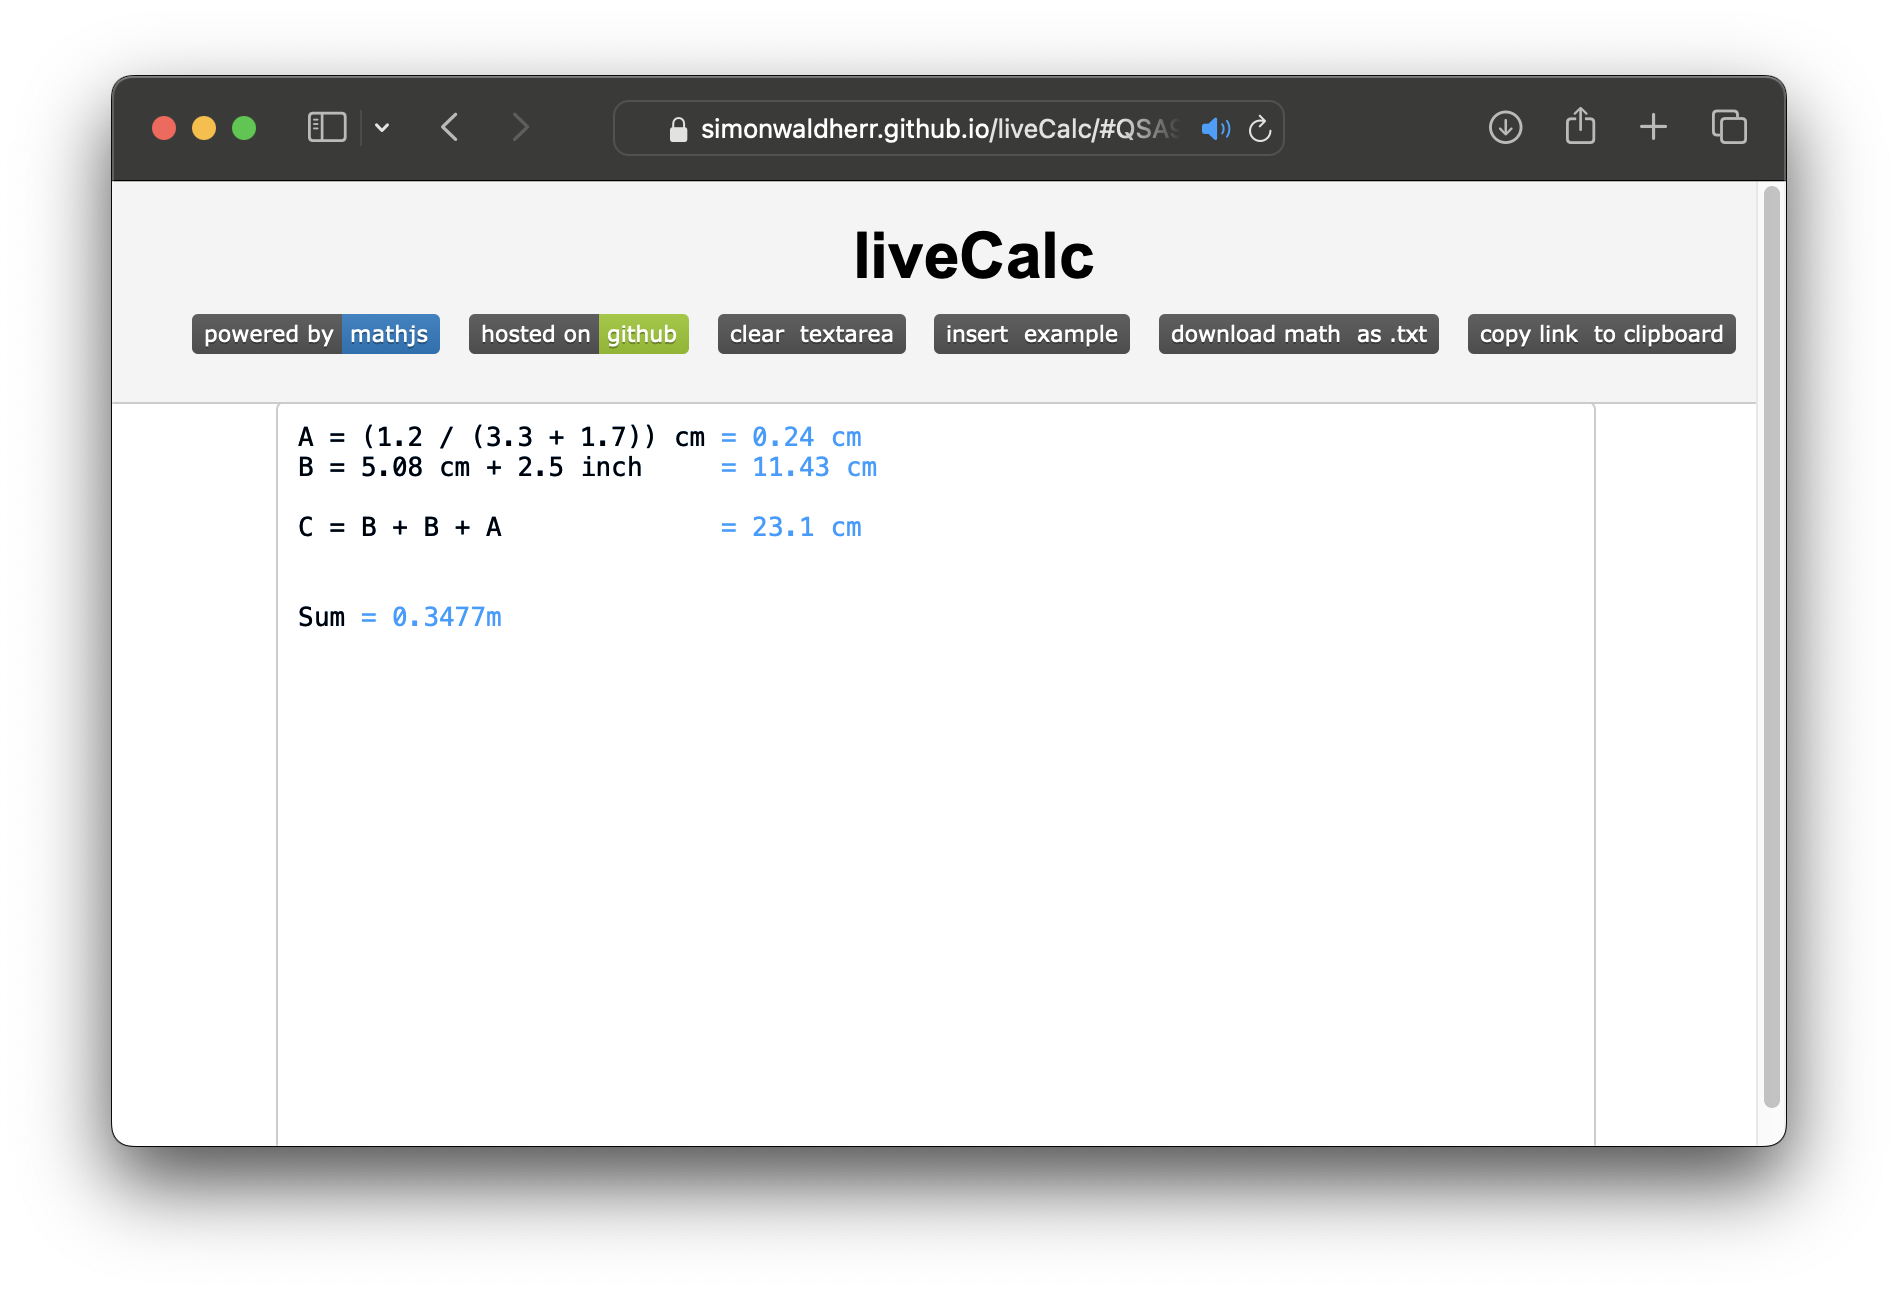 simonwaldherr.github.io/liveCalc/#QSAS
liveCalc
powered by mathjs hosted on github clear textarea insert example download math as .txt copy link to clipboard
A = (1.2 / (3.3 + 1.7)) cm = 0.24 cm
B = 5.08 cm + 2.5 inch = 11.43 cm
C = B + B + A = 23.1 cm
Sum = 0.3477m